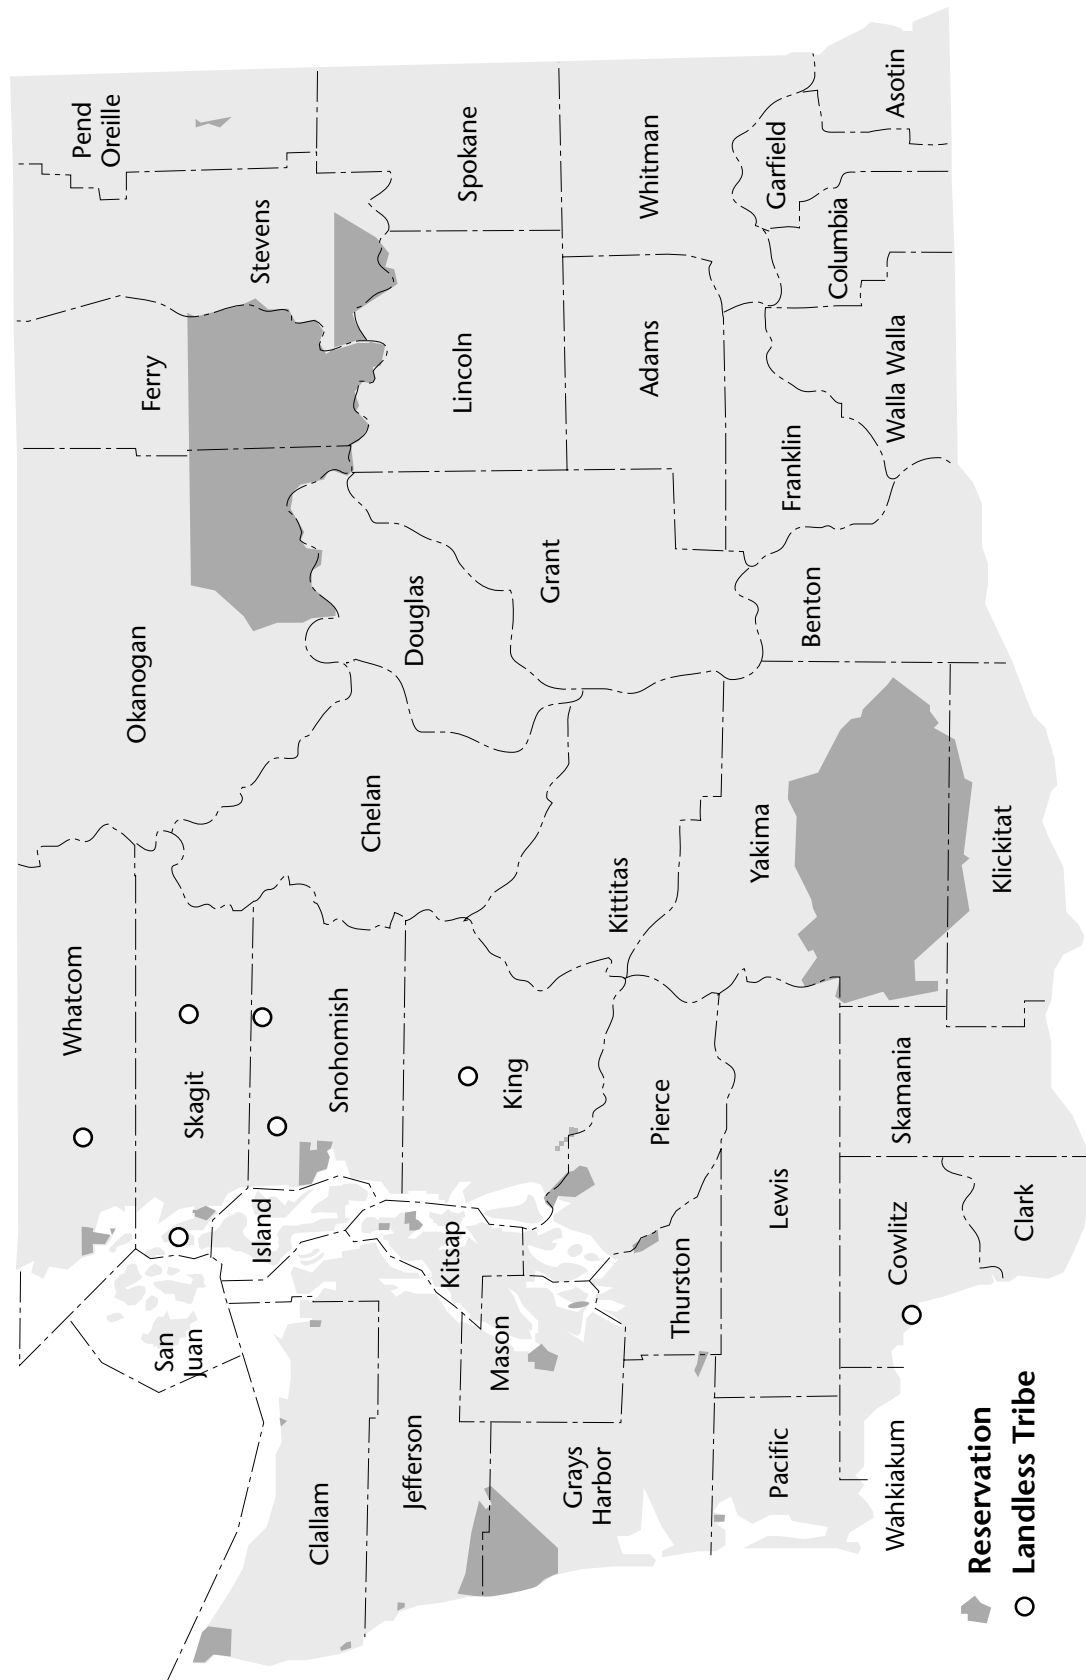 Whatcom
Okanogan
Ferry
Stevens
Pend
Oreille
San
Juan
Skagit
Island
Snohomish
Chelan
Douglas
Lincoln
Spokane
Clallam
Jefferson
Kitsap
King
Grant
Mason
Grays
Harbor
Kittitas
Adams
Whitman
Thurston
Pierce
Pacific
Lewis
Yakima
Benton
Franklin
Garfield
Columbia
Walla Walla
Asotin
Wahkiakum
Cowlitz
Skamania
Clark
Klickitat
Reservation
Landless Tribe